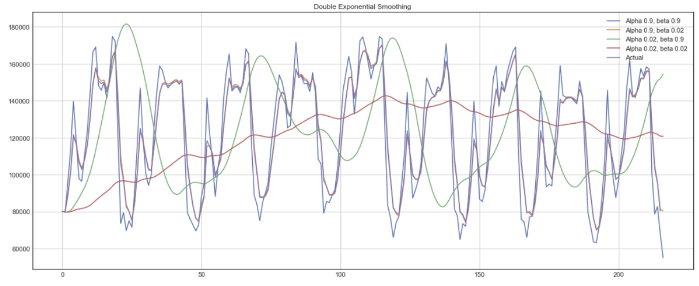 Double Exponential Smoothing
Alpha 0.9, beta 0.9
Alpha 0.9, beta 0.02
Alpha 0.02, beta 0.9
Alpha 0.02, beta 0.02
Actual
180000
160000
140000
120000
100000
80000
60000
0
50
100
150
200